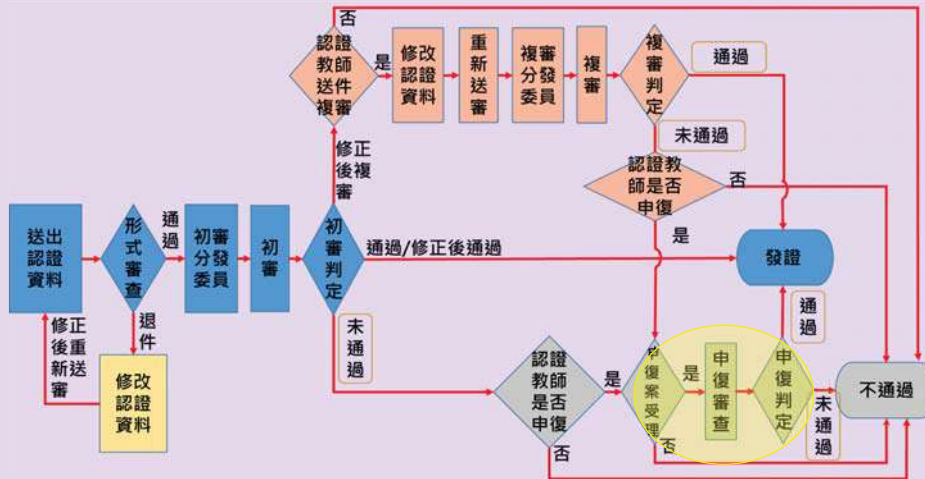 否
認證
教師
送件
複審
是
修改
認證
資料
重
新
送
審
複審
分發
委員
複
審
複
審
判
定
通過
未通過
認證教
師是否
申復
否
是
修正
後複
審
送出
認證
資料
形
式
審
查
通
過
初審
分發
委員
初
審
初
審
判
定
通過/修正後通過
發證
修正
後重
新送
審
退
件
修改
認證
資料
未
通
過
認證
教師
是否
申復
是
否
申
復
案
受
理
是
否
申
復
審
查
申
復
判
定
通
過
未
通
過
不通過